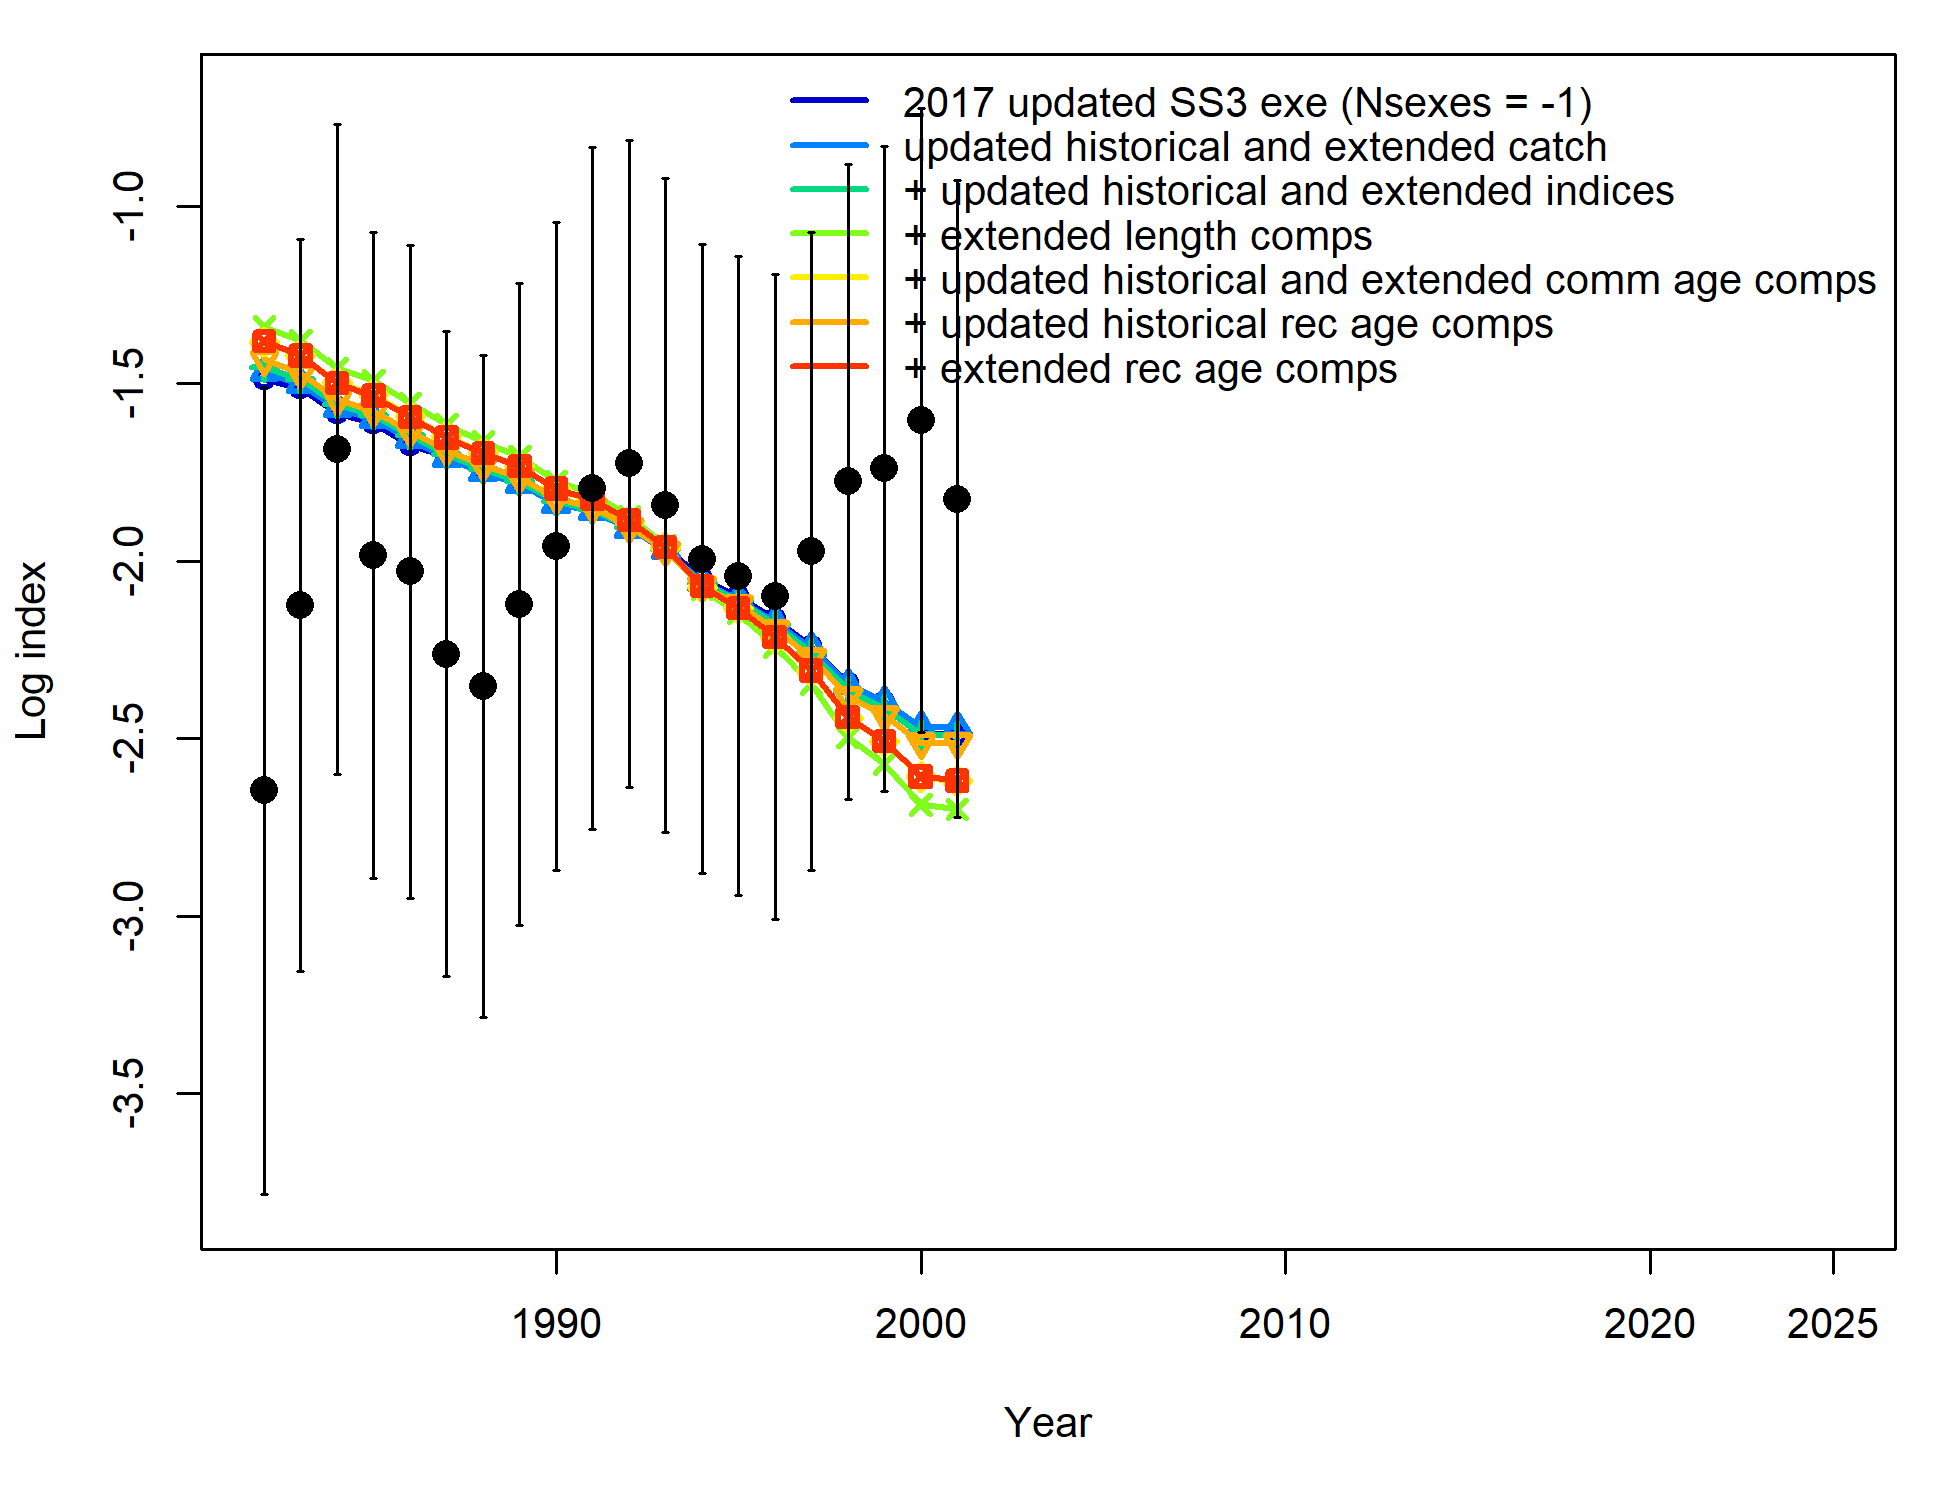 2017 updated SS3 exe (Nsexes = -1)
updated historical and extended catch
+ updated historical and extended indices
+ extended length comps
+ updated historical and extended comm age comps
+ updated historical rec age comps
+ extended rec age comps
Log index
-1.0
-1.5
-2.0
-2.5
-3.0
-3.5
1990 2000 2010 2020 2025
Year